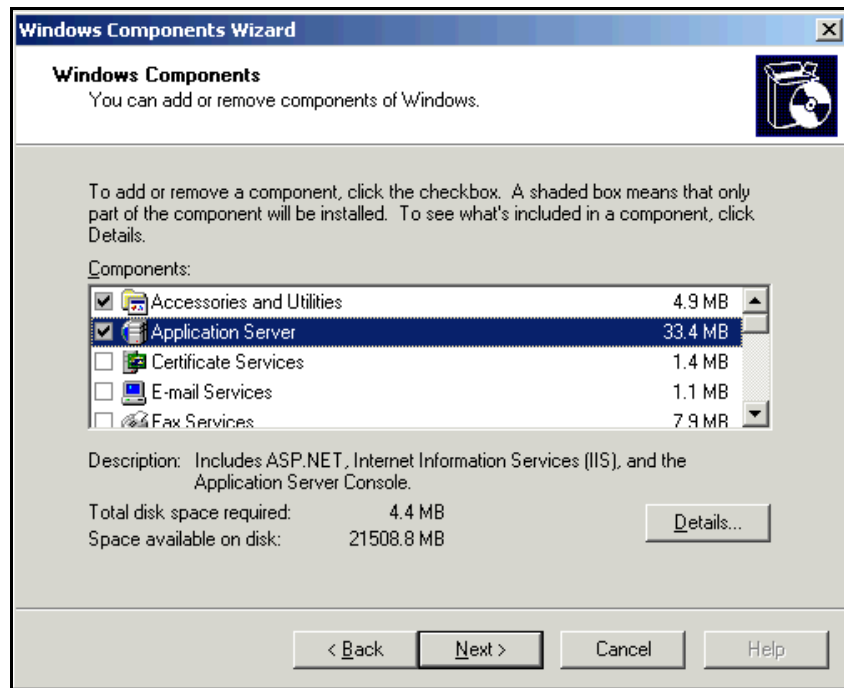 Windows Components Wizard
Windows Components
You can add or remove components of Windows.
To add or remove a component, click the checkbox. A shaded box means that only
part of the component will be installed. To see what's included in a component, click
Details.
Components:
Accessories and Utilities 4.9 MB
Application Server 33.4 MB
Certificate Services 1.4 MB
E-mail Services 1.1 MB
Fax Services 7.9 MB
Description: Includes ASP.NET, Internet Information Services (IIS), and the
Application Server Console.
Total disk space required: 4.4 MB
Space available on disk: 21508.8 MB
Details...
< Back Next > Cancel Help